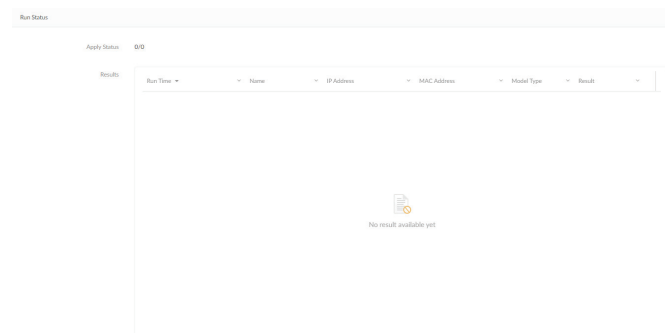 Run Status
Apply Status 0/0
Results
Run Time Name IP Address MAC Address Model Type Result
No result available yet